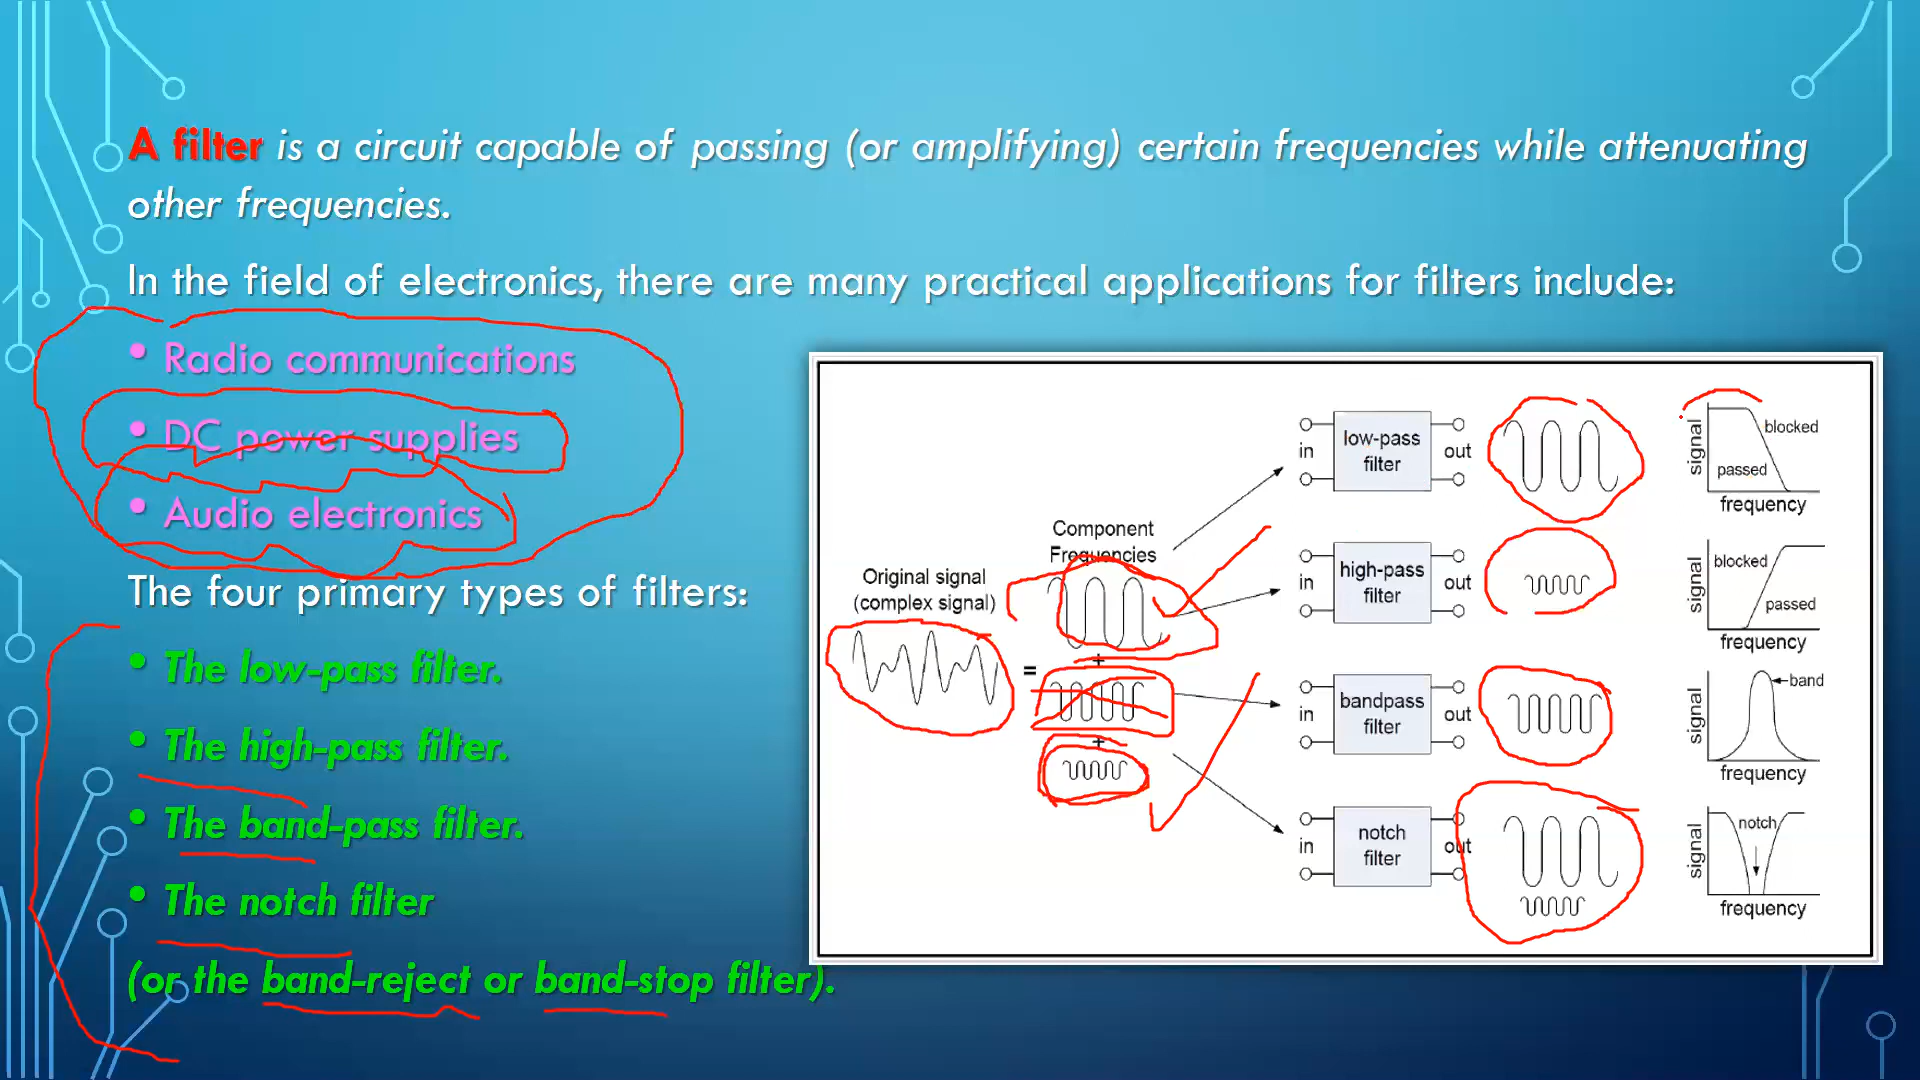 A filter is a circuit capable of passing (or amplifying) certain frequencies while attenuating
other frequencies.
In the field of electronics, there are many practical applications for filters include:
• Radio communications
• DC power supplies
• Audio electronics
The four primary types of filters:
• The low-pass filter.
• The high-pass filter.
• The band-pass filter.
• The notch filter
(or the band-reject or band-stop filter).
Original signal
(complex signal)
=
Component
Frequencies
+
+
in
low-pass
filter
out
signal
blocked
passed
frequency
in
high-pass
filter
out
signal
blocked
passed
frequency
in
bandpass
filter
out
signal
band
frequency
in
notch
filter
out
signal
notch
frequency